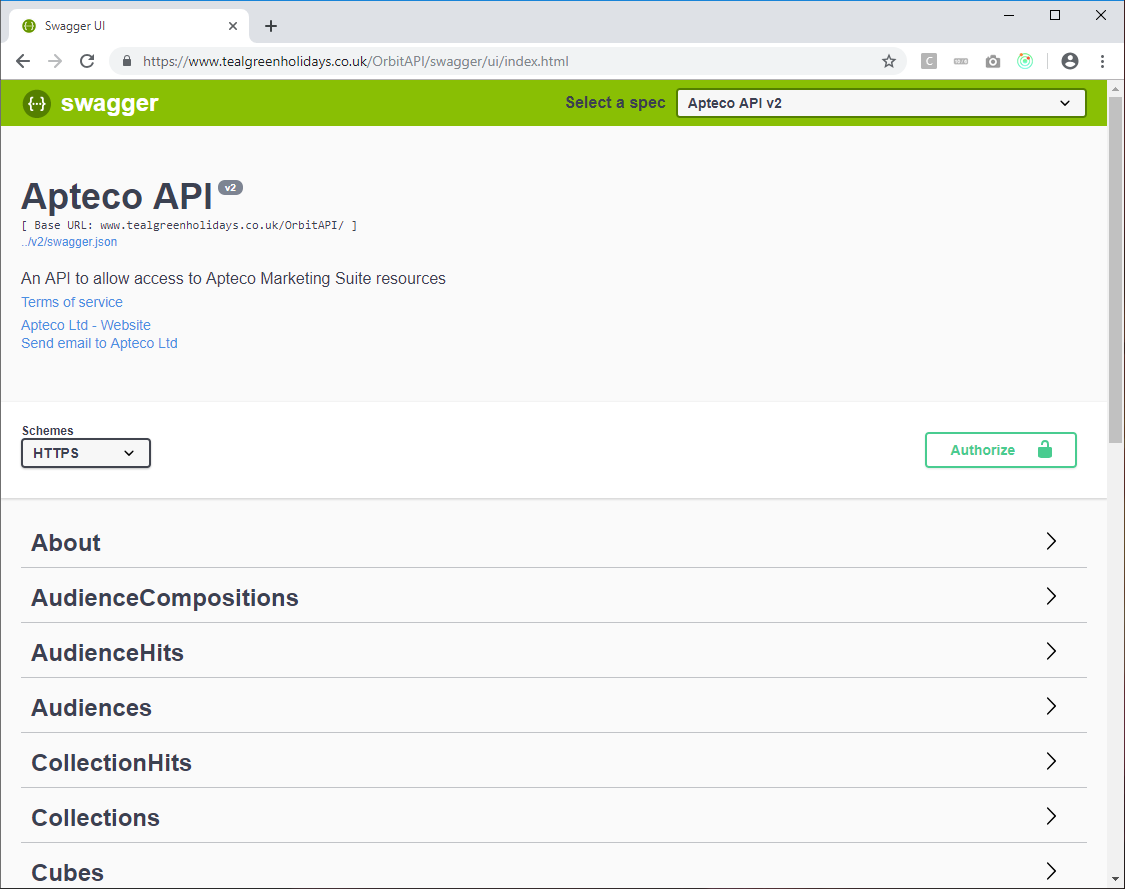 Swagger UI
https://www.tealgreenholidays.co.uk/OrbitAPI/swagger/ui/index.html
C
{··} swagger
Select a spec
Apteco API v2
Apteco API v2
[ Base URL: www.tealgreenholidays.co.uk/OrbitAPI/ ]
../v2/swagger.json
An API to allow access to Apteco Marketing Suite resources
Terms of service
Apteco Ltd - Website
Send email to Apteco Ltd
Schemes
HTTPS
Authorize
About
AudienceCompositions
AudienceHits
Audiences
CollectionHits
Collections
Cubes